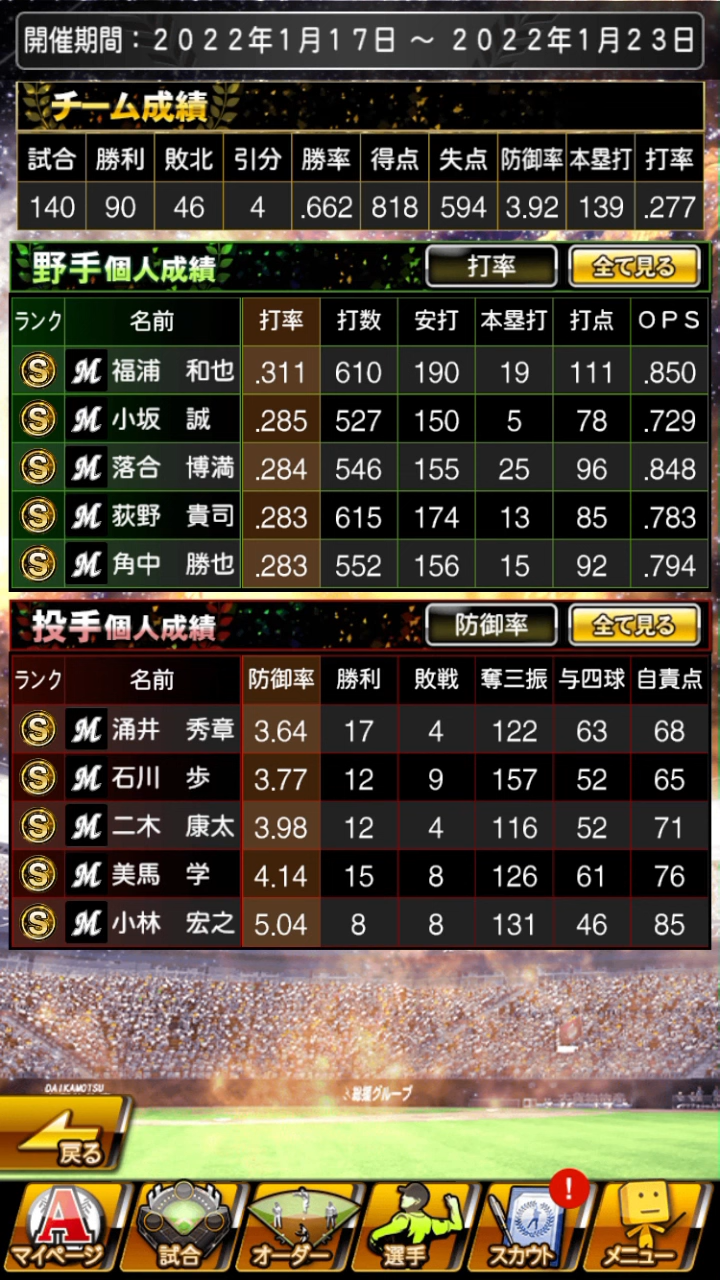 開催期間：２０２２年１月１７日 ～ ２０２２年１月２３日
チーム成績
試合 勝利 敗北 引分 勝率 得点 失点 防御率 本塁打 打率
140 90 46 4 .662 818 594 3.92 139 .277
野手個人成績 打率 全て見る
ランク 名前 打率 打数 安打 本塁打 打点 ＯＰＳ
S M 福浦 和也 .311 610 190 19 111 .850
S M 小坂 誠 .285 527 150 5 78 .729
S M 落合 博満 .284 546 155 25 96 .848
S M 荻野 貴司 .283 615 174 13 85 .783
S M 角中 勝也 .283 552 156 15 92 .794
投手個人成績 防御率 全て見る
ランク 名前 防御率 勝利 敗戦 奪三振 与四球 自責点
S M 涌井 秀章 3.64 17 4 122 63 68
S M 石川 歩 3.77 12 9 157 52 65
S M 二木 康太 3.98 12 4 116 52 71
S M 美馬 学 4.14 15 8 126 61 76
S M 小林 宏之 5.04 8 8 131 46 85
DAIKAMOTSU
グループ
戻る
A !
マイページ 試合 オーダー 選手 スカウト メニュー